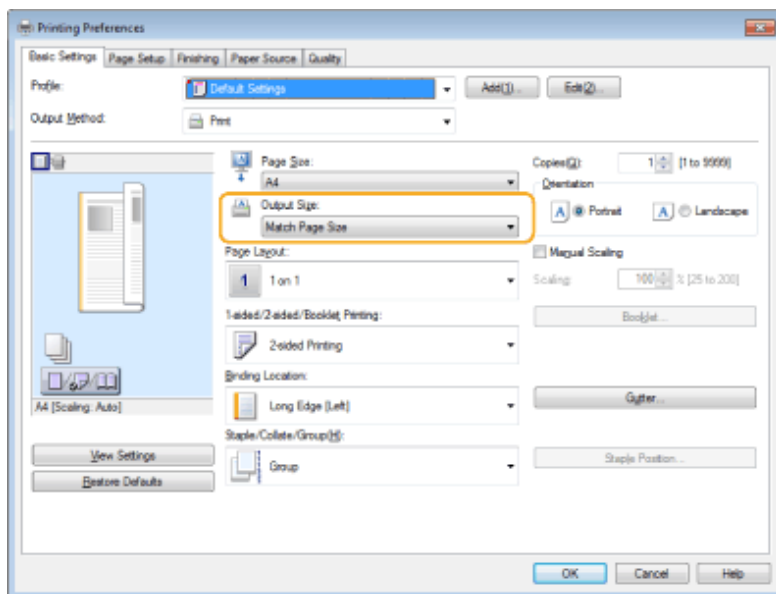 Printing Preferences
Basic Settings Page Setup Finishing Paper Source Quality
Profile: Default Settings Add(1)... Edit(2)...
Output Method: Print
Page Size: Copies(Q): 1 [1 to 9999]
A4 Orientation
Output Size: A Portrait A Landscape
Match Page Size
Page Layout: Manual Scaling
1 1 on 1 Scaling: 100 % [25 to 200]
1-sided/2-sided/Booklet Printing: Booklet...
2-sided Printing
Binding Location:
A4 [Scaling: Auto] Long Edge [Left] Gutter...
Staple/Collate/Group(H):
View Settings Group Staple Position...
Restore Defaults
OK Cancel Help